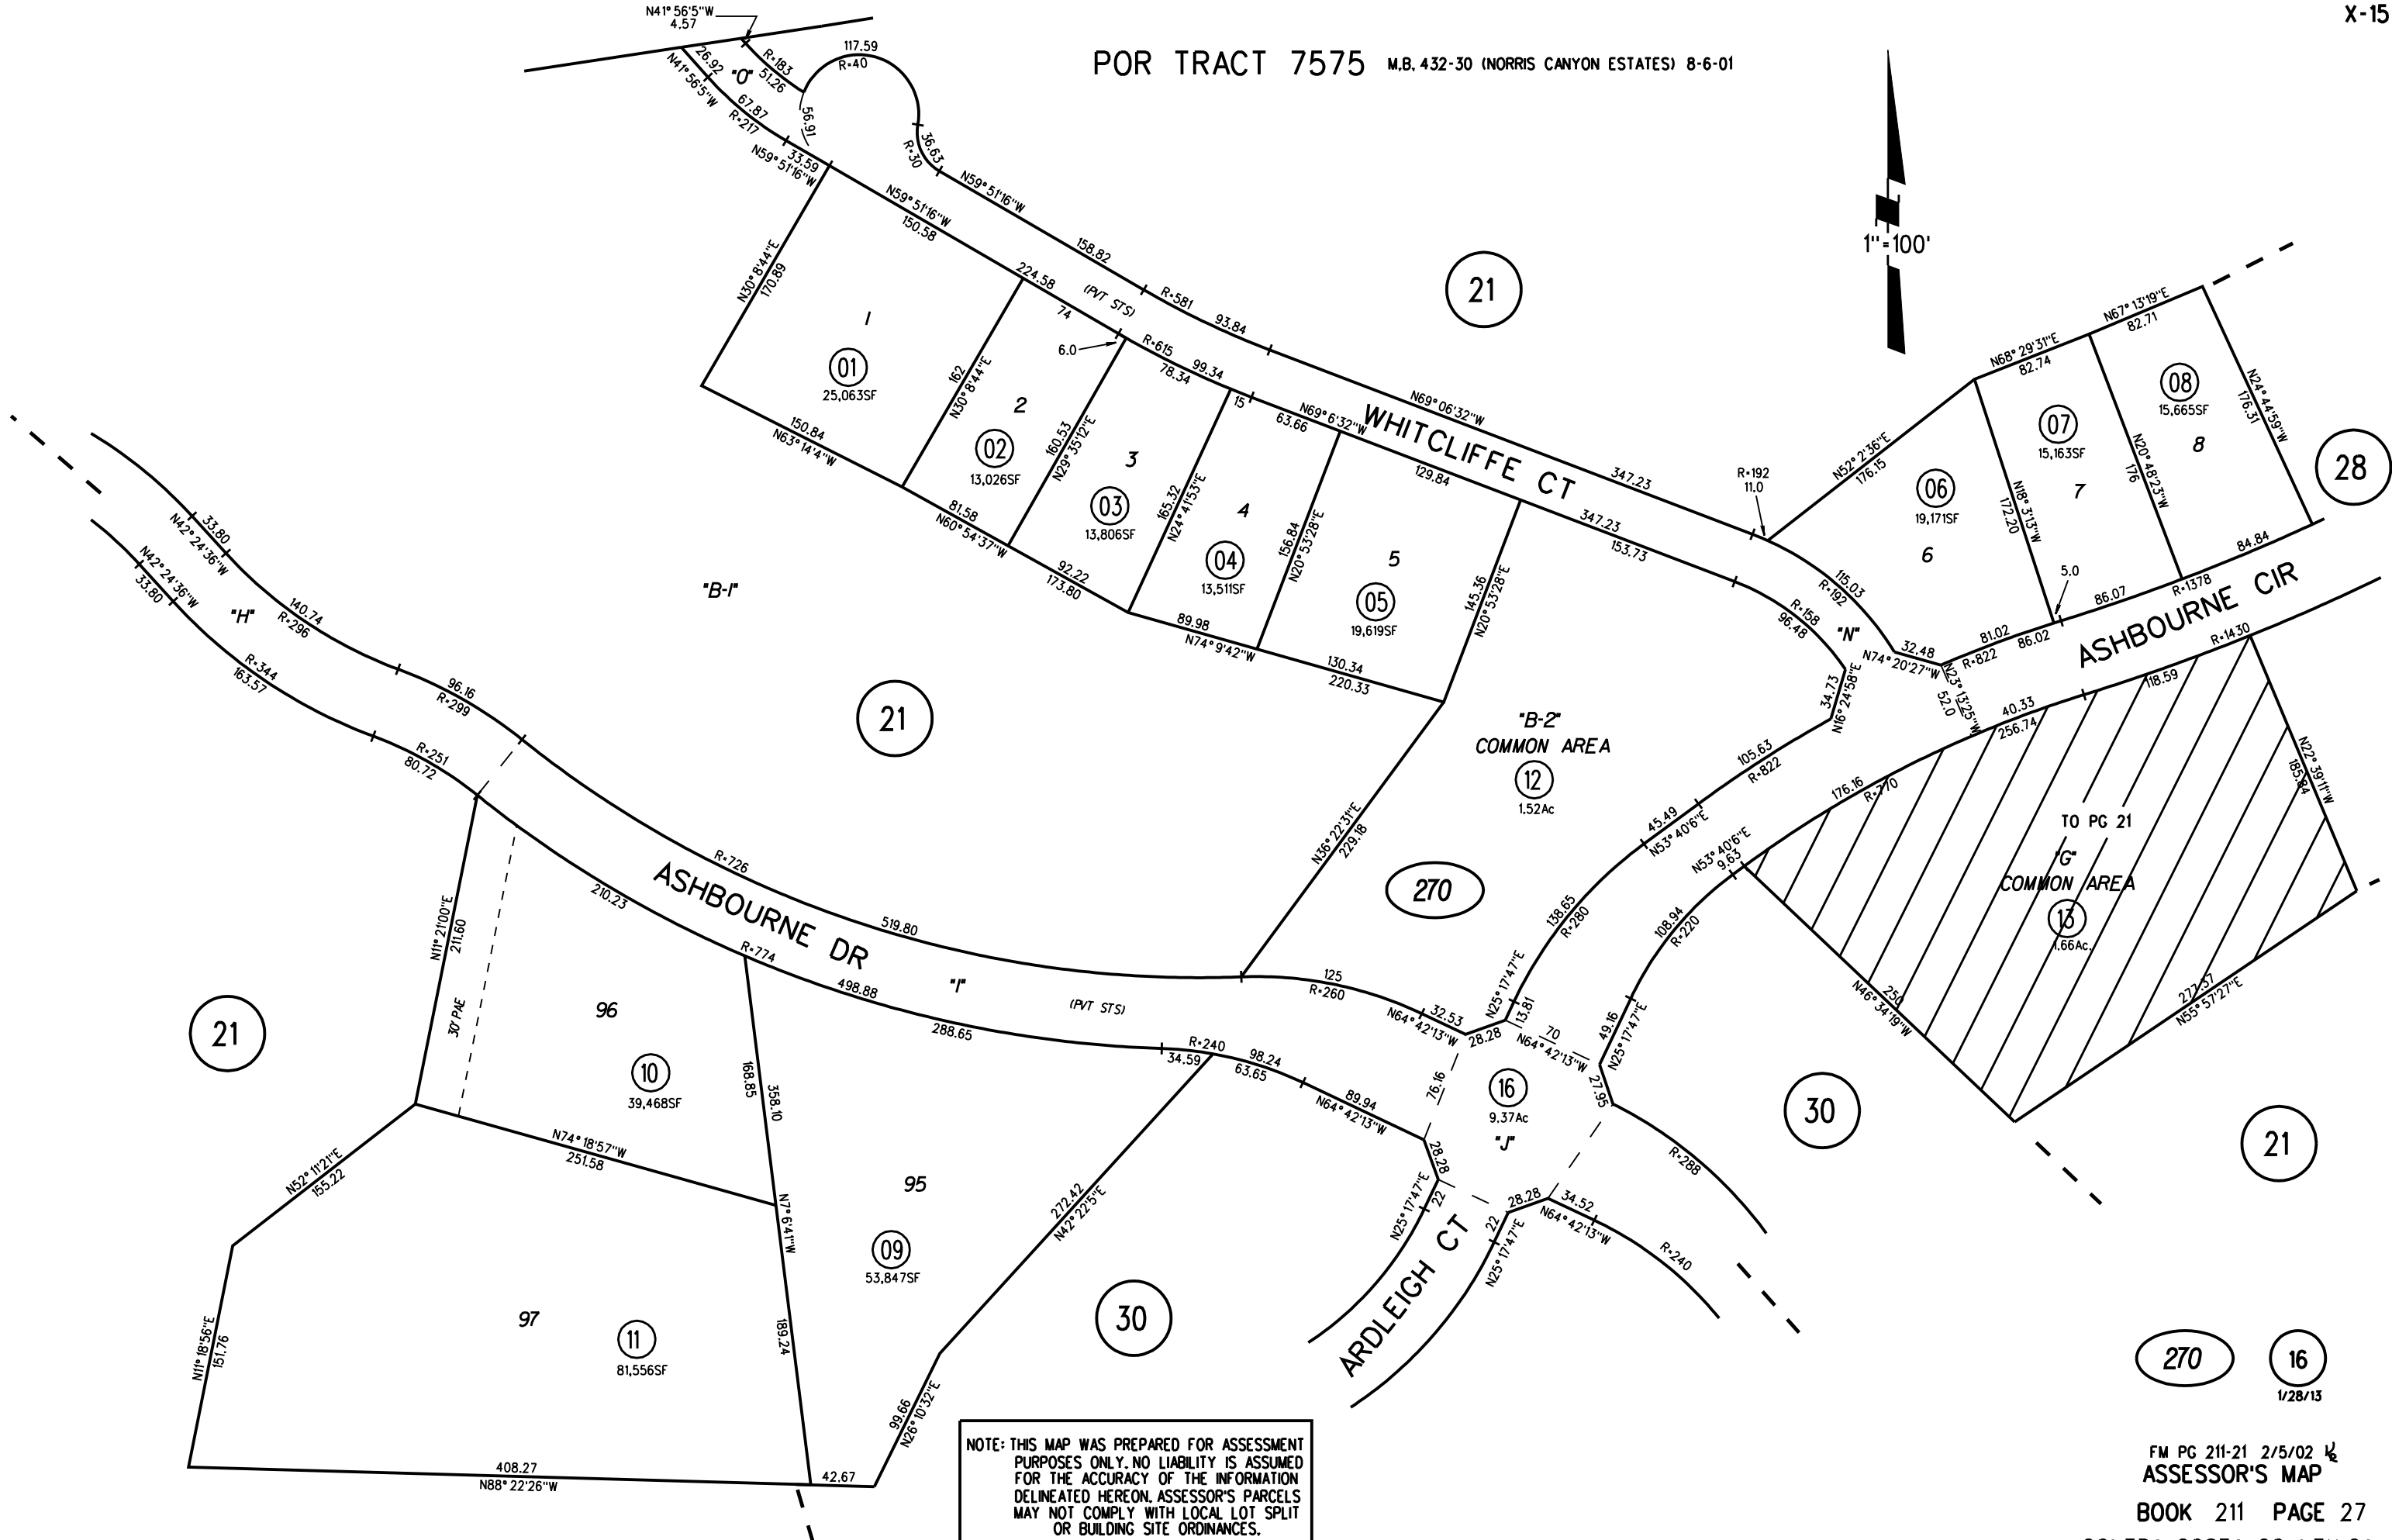 X-15
POR TRACT 7575 M.B. 432-30 (NORRIS CANYON ESTATES) 8-6-01
N41°56'5"W
4.57
26.92
N41°56'5"W
"O"
R=183
51.26
117.59
R=40
67.87
R=217
56.91
33.59
N59°51'16"W
36.63
R=30
N59°51'16"W
158.82
N59°51'16"W
150.58
224.58
74
(PVT STS)
R=581
93.84
6.0
R=615
99.34
78.34
15
N69°6'32"W
63.66
N69°06'32"W
347.23
WHITCLIFFE CT
129.84
347.23
153.73
21
1"=100'
N30°8'44"E
170.89
1
01
25,063SF
150.84
N63°14'4"W
162
N30°8'44"E
2
02
13,026SF
81.58
N60°54'37"W
160.53
N29°35'12"E
3
03
13,806SF
92.22
173.80
165.32
N24°41'53"E
4
04
13,511SF
89.98
N74°9'42"W
156.84
N20°53'28"E
5
05
19,619SF
130.34
220.33
145.36
N20°53'28"E
R=192
11.0
N52°2'36"E
176.15
06
19,171SF
6
N68°29'31"E
82.74
07
15,163SF
7
N18°3'13"W
172.20
N67°13'19"E
82.71
08
15,665SF
8
N20°48'23"W
176
N24°44'59"W
176.31
28
115.03
R=192
R=158
96.48
"N"
32.48
N74°20'27"W
81.02
R=822
86.02
5.0
86.07
R=1378
84.84
ASHBOURNE CIR
N23°13'25"W
52.0
34.73
N16°24'58"E
40.33
256.74
118.59
R=1430
N22°39'11"W
185.84
105.63
R=822
176.16
R=770
45.49
N53°40'6"E
N53°40'6"E
9.63
TO PG 21
"G"
COMMON AREA
13
1.66Ac.
250
N46°34'19"W
277.37
N55°57'27"E
21
"B-2"
COMMON AREA
12
1.52Ac
270
N36°22'31"E
229.18
138.65
R=280
108.94
R=220
"B-1"
21
N42°24'36"W
33.80
33.80
N42°24'36"W
"H"
140.74
R=296
R=344
163.57
96.16
R=299
R=251
80.72
R=726
519.80
ASHBOURNE DR
210.23
R=774
498.88
288.65
"I"
(PVT STS)
125
R=260
32.53
N64°42'13"W
28.28
N25°17'47"E
13.81
70
N64°42'13"W
49.16
N25°17'47"E
27.95
R=240
34.59
98.24
63.65
89.94
N64°42'13"W
76.16
16
9.37Ac
"J"
28.28
N25°17'47"E
22
28.28
22
N25°17'47"E
34.52
N64°42'13"W
R=288
R=240
30
ARDLEIGH CT
N11°21'00"E
211.60
30' PAE
96
10
39,468SF
168.85
358.10
N74°18'57"W
251.58
21
N52°11'21"E
155.22
N11°18'56"E
151.76
97
11
81,556SF
N7°6'41"W
189.24
95
09
53,847SF
272.42
N42°22'5"E
30
99.66
N26°10'32"E
408.27
N88°22'26"W
42.67
NOTE: THIS MAP WAS PREPARED FOR ASSESSMENT
PURPOSES ONLY. NO LIABILITY IS ASSUMED
FOR THE ACCURACY OF THE INFORMATION
DELINEATED HEREON. ASSESSOR'S PARCELS
MAY NOT COMPLY WITH LOCAL LOT SPLIT
OR BUILDING SITE ORDINANCES.
270 16
1/28/13
FM PG 211-21 2/5/02
ASSESSOR'S MAP
BOOK 211 PAGE 27